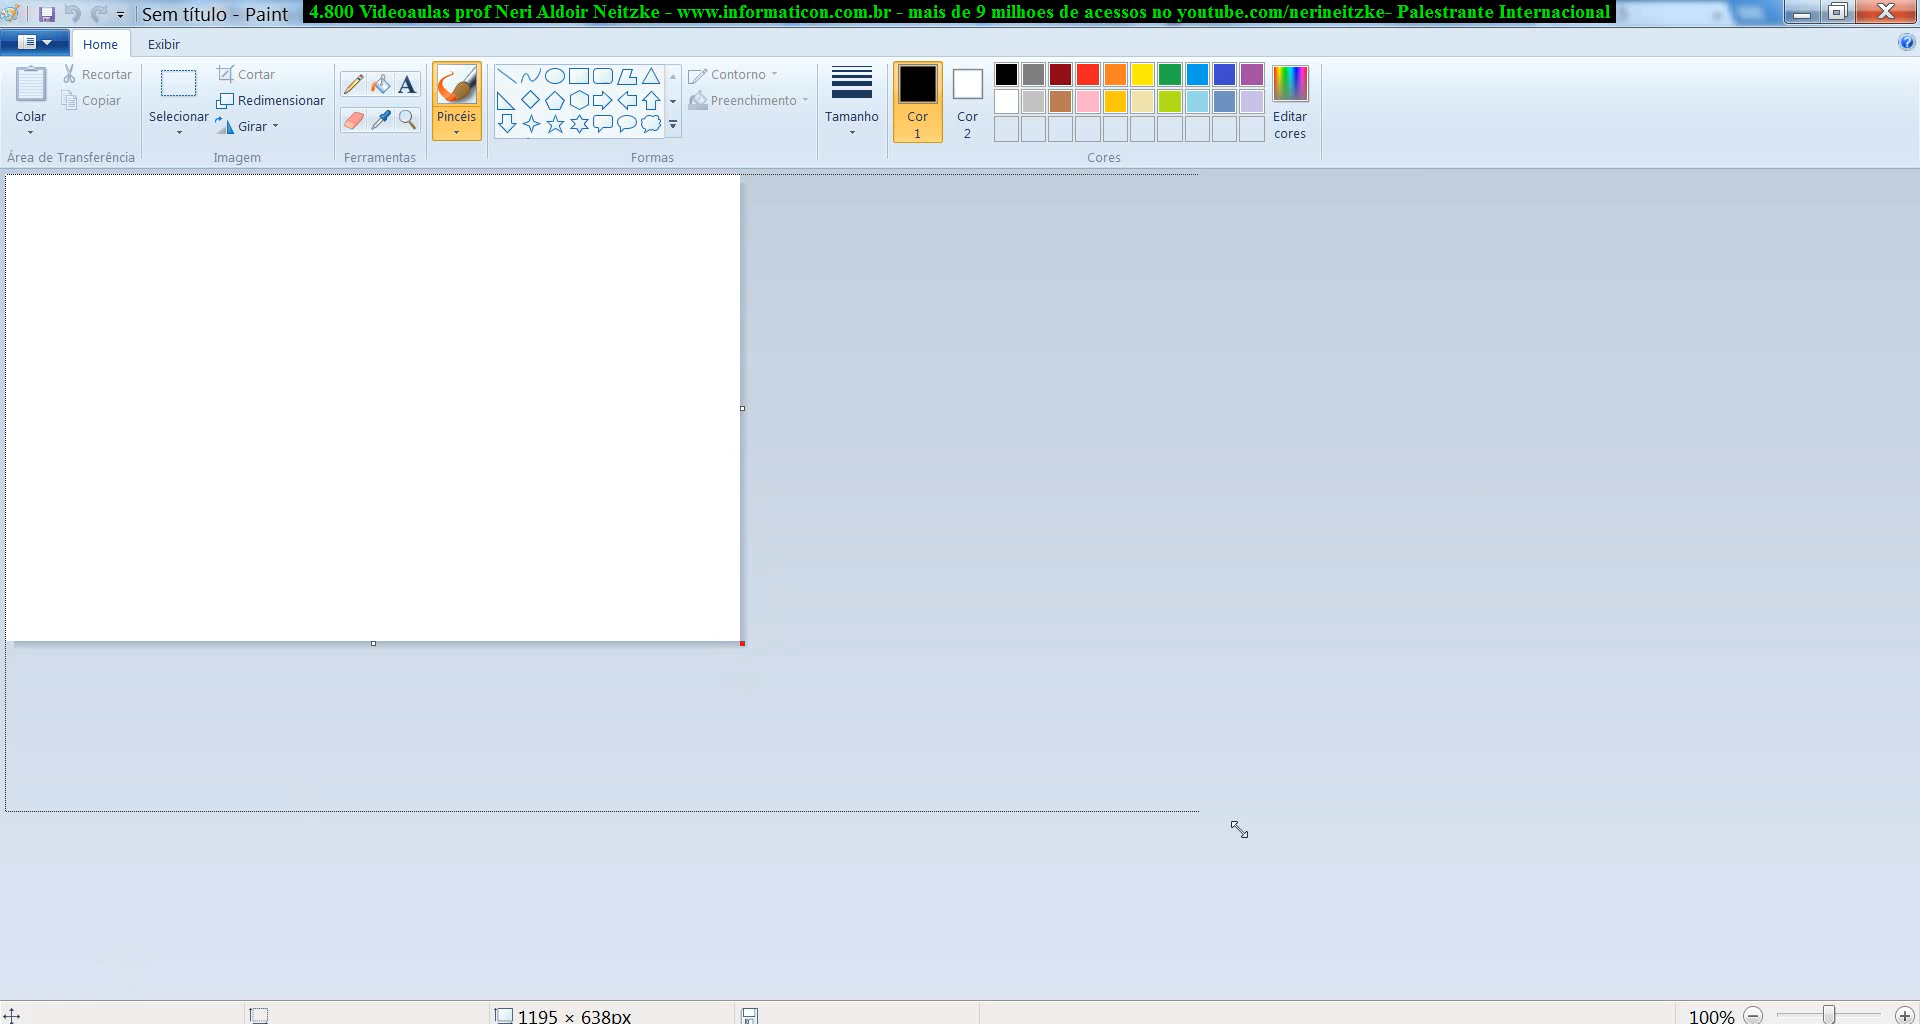 Sem título - Paint
4.800 Videoaulas prof Neri Aldoir Neitzke - www.informaticon.com.br - mais de 9 milhoes de acessos no youtube.com/nerineitzke- Palestrante Internacional
Home
Exibir
Colar
Recortar
Copiar
Área de Transferência
Selecionar
Cortar
Redimensionar
Girar
Imagem
A
Ferramentas
Pincéis
Contorno
Preenchimento
Formas
Tamanho
Cor
1
Cor
2
Editar
cores
Cores
1195 × 638px
100%